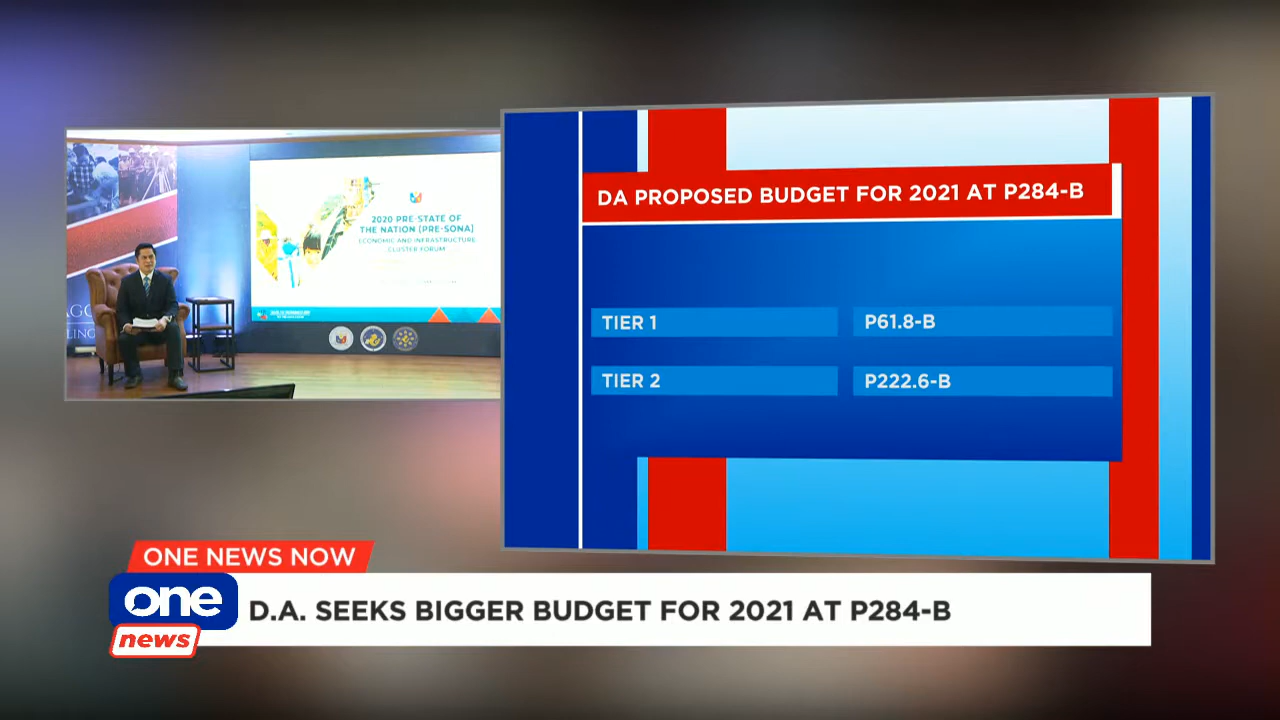 2020 PRE-STATE OF
THE NATION (PRE-SONA)
ECONOMIC AND INFRASTRUCTURE
CLUSTER FORUM
DA PROPOSED BUDGET FOR 2021 AT P284-B
TIER 1
P61.8-B
TIER 2
P222.6-B
ONE NEWS NOW
one
news
D.A. SEEKS BIGGER BUDGET FOR 2021 AT P284-B